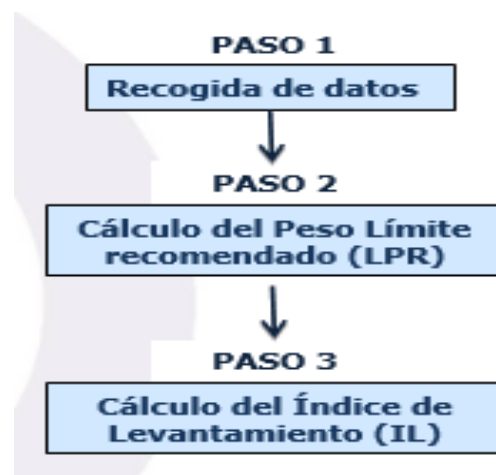 PASO 1
Recogida de datos
PASO 2
Cálculo del Peso Límite
recomendado (LPR)
PASO 3
Cálculo del Índice de
Levantamiento (IL)